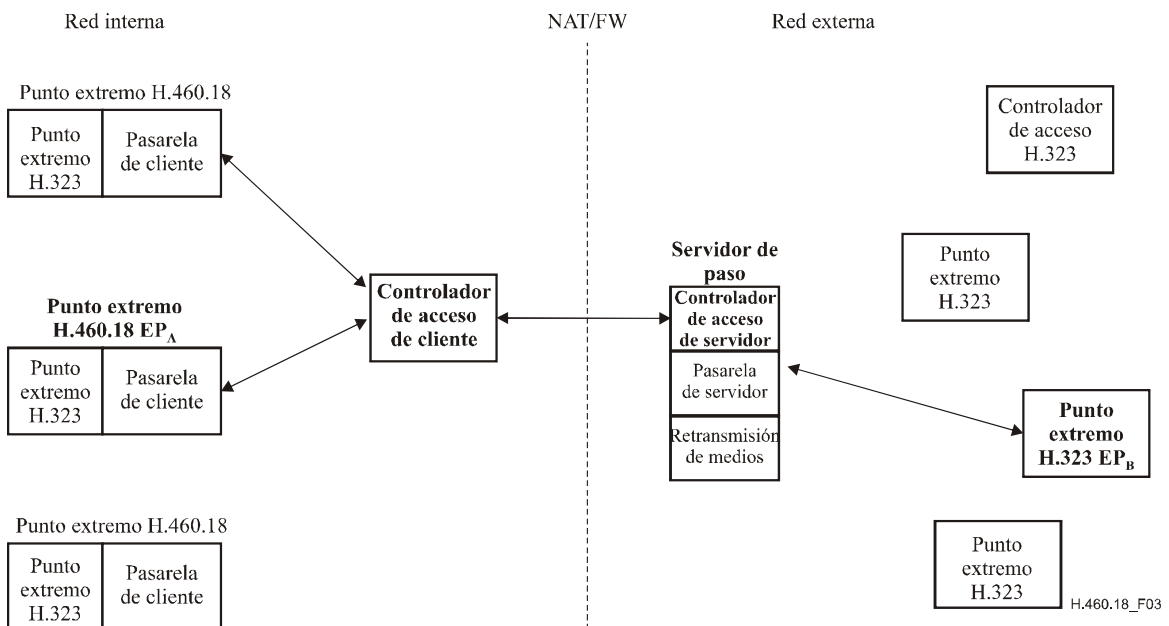 Red interna
NAT/FW
Red externa
Punto extremo H.460.18
Punto
extremo
H.323
Pasarela
de cliente
Controlador
de acceso
H.323
Punto
extremo
H.323
Servidor de
paso
Controlador
de acceso
de servidor
Pasarela
de servidor
Retransmisión
de medios
Controlador
de acceso
de cliente
Punto extremo
H.460.18 EPA
Punto
extremo
H.323
Pasarela
de cliente
Punto
extremo
H.323 EPB
Punto extremo H.460.18
Punto
extremo
H.323
Pasarela
de cliente
Punto
extremo
H.323
H.460.18_F03